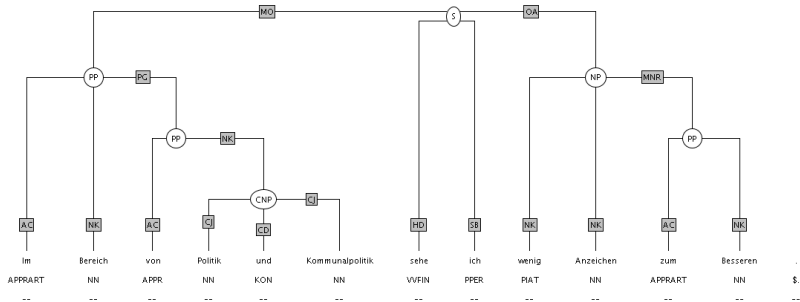 MO S OA
PP PG NP MNR
PP NK PP
CNP CJ
AC NK AC CJ CD HD SB NK NK AC NK
Im Bereich von Politik und Kommunalpolitik sehe ich wenig Anzeichen zum Besseren .
APPRART NN APPR NN KON NN VVFIN PPER PIAT NN APPRART NN $.
-- -- -- -- -- -- -- -- -- -- -- -- --